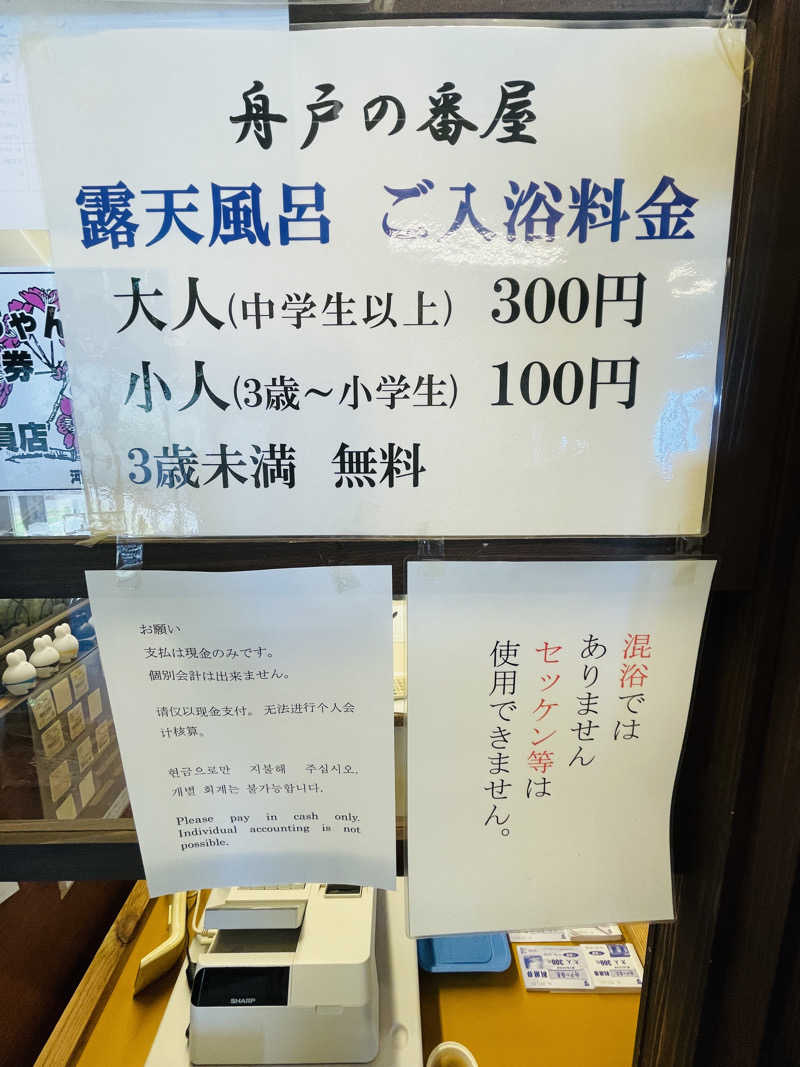 舟戸の番屋
露天風呂 ご入浴料金
大人(中学生以上) 300円
小人(3歳～小学生) 100円
3歳未満 無料
券
員店
お願い
支払は現金のみです。
個別会計は出来ません。
请仅以现金支付。无法进行个人会
计核算。
현금으로만 지불해 주십시오.
개별 회계는 불가능합니다.
Please pay in cash only.
Individual accounting is not
possible.
混浴では
ありません
セッケン等は
使用できません。
SHARP